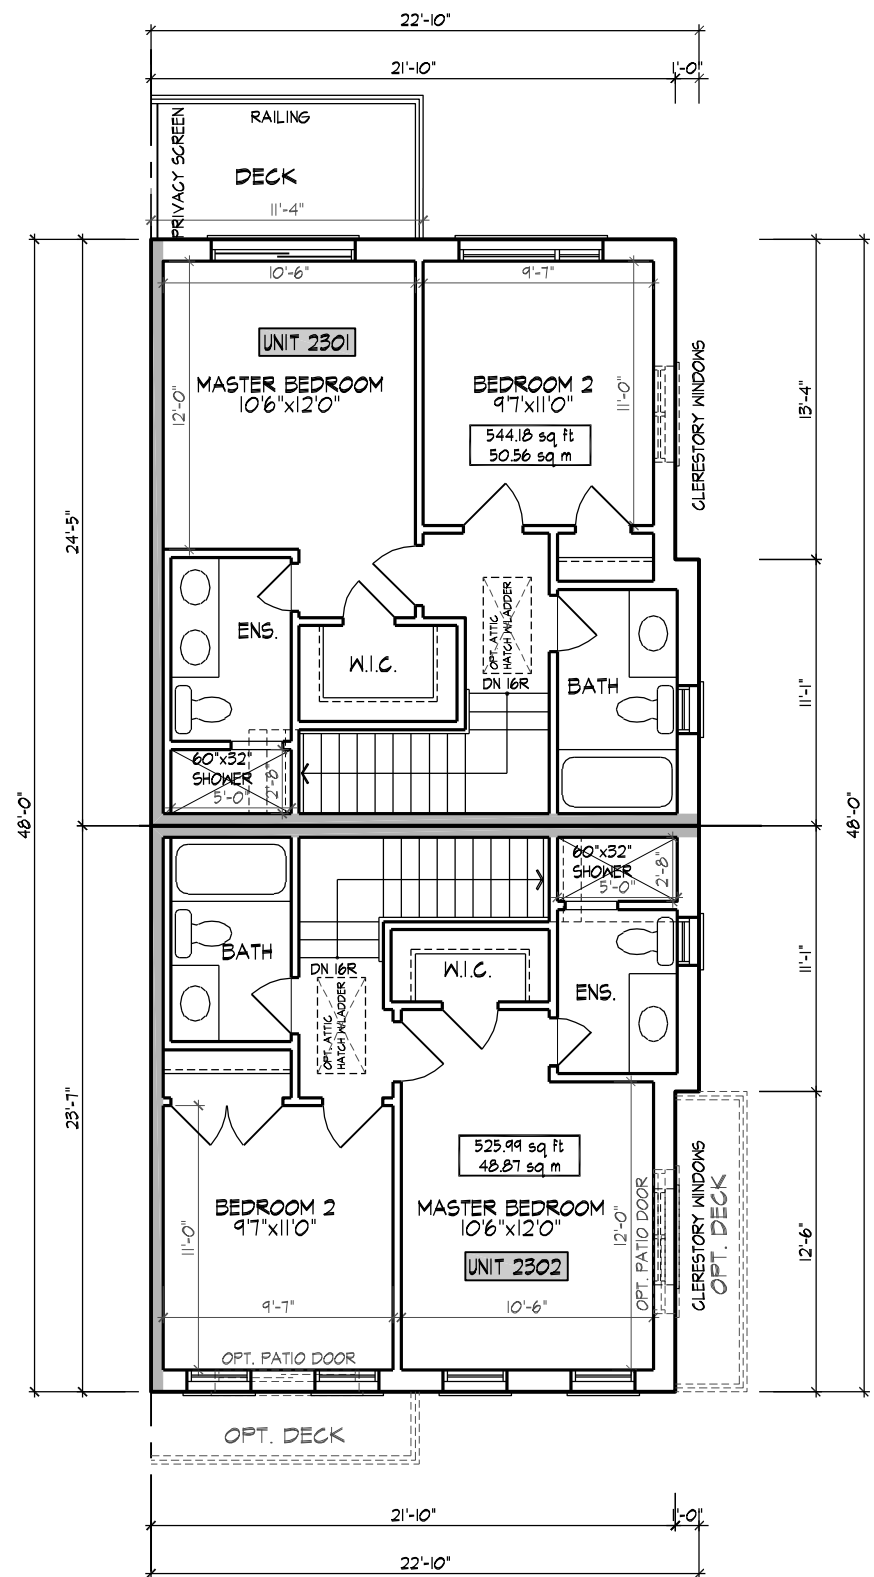 22'-10"
21'-10"
1'-0"
RAILING
PRIVACY SCREEN
DECK
11'-4"
10'-6"
9'-7"
UNIT 2301
MASTER BEDROOM
10'6"x12'0"
12'-0"
BEDROOM 2
9'7"x11'0"
11'-0"
544.18 sq ft
50.56 sq m
CLERESTORY WINDOWS
13'-4"
24'-5"
ENS.
W.I.C.
OPT. ATTIC
HATCH W/LADDER
DN 16R
BATH
11'-1"
60"x32"
SHOWER
5'-0"
2'-8"
48'-0"
48'-0"
60"x32"
SHOWER
5'-0"
2'-8"
BATH
DN 16R
OPT. ATTIC
HATCH W/LADDER
W.I.C.
ENS.
11'-1"
23'-7"
525.99 sq ft
48.87 sq m
BEDROOM 2
9'7"x11'0"
11'-0"
MASTER BEDROOM
10'6"x12'0"
12'-0"
UNIT 2302
OPT. PATIO DOOR
CLERESTORY WINDOWS
OPT. DECK
12'-6"
9'-7"
10'-6"
OPT. PATIO DOOR
OPT. DECK
21'-10"
1'-0"
22'-10"